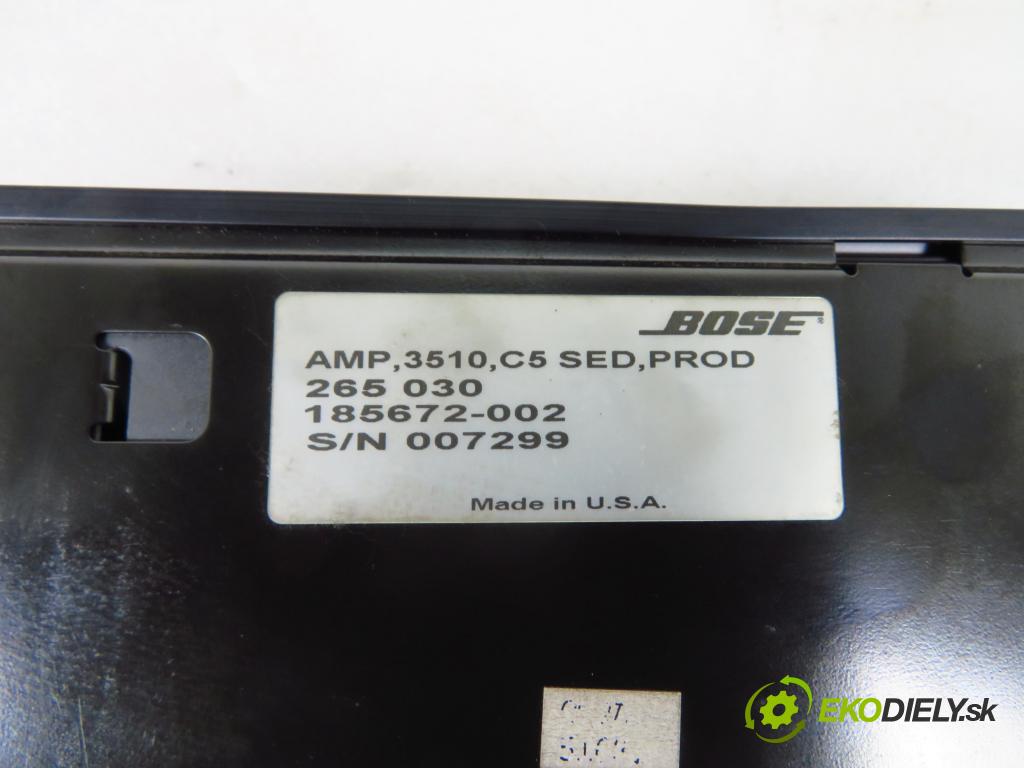 BOSE®
AMP,3510,C5 SED,PROD
265 030
185672-002
S/N 007299
Made in U.S.A.
EKODIELY.sk